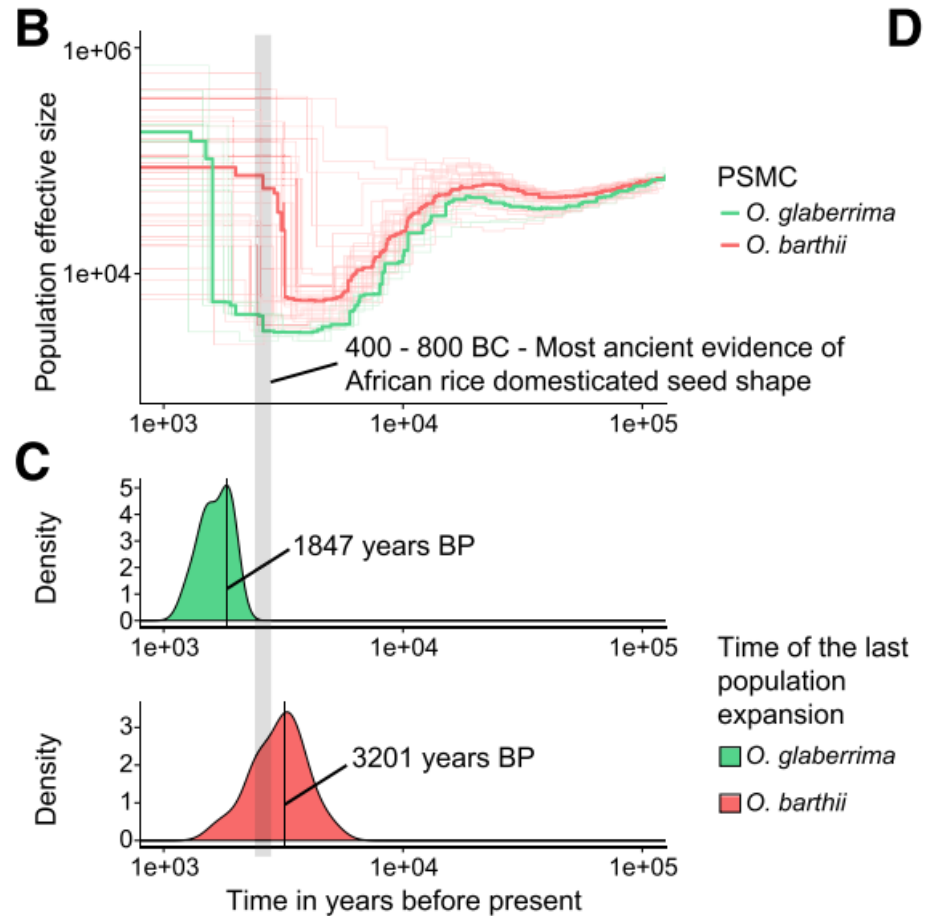 B
D
Population effective size
1e+06
1e+04
PSMC
O. glaberrima
O. barthii
400 - 800 BC - Most ancient evidence of
African rice domesticated seed shape
1e+03
1e+04
1e+05
C
Density
5
4
3
2
1
0
1847 years BP
1e+03
1e+04
1e+05
Time of the last
population
expansion
O. glaberrima
O. barthii
Density
3
2
1
0
3201 years BP
1e+03
1e+04
1e+05
Time in years before present